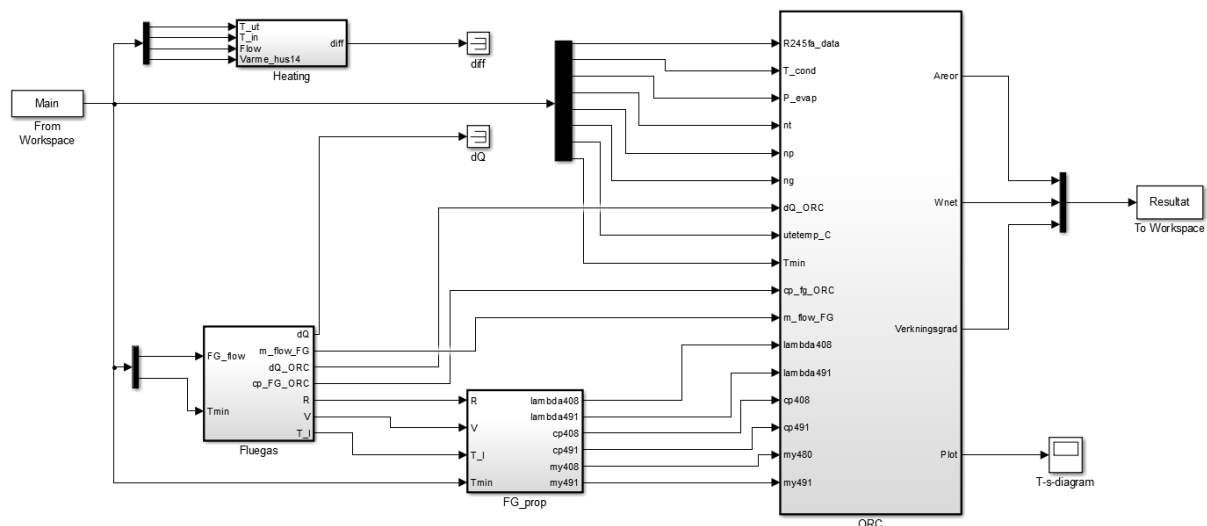 T_ut
T_in
Flow
Varme_hus14
diff
Heating
diff
Main
From
Workspace
dQ
R245fa_data
T_cond
P_evap
nt
np
ng
dQ_ORC
utetemp_C
Tmin
cp_fg_ORC
m_flow_FG
lambda408
lambda491
cp408
cp491
my480
my491
Areor
Wnet
Verkningsgrad
Plot
ORC
Resultat
To Workspace
T-s-diagram
FG_flow
Tmin
dQ
m_flow_FG
dQ_ORC
cp_FG_ORC
R
V
T_I
Fluegas
R
V
T_I
Tmin
lambda408
lambda491
cp408
cp491
my408
my491
FG_prop